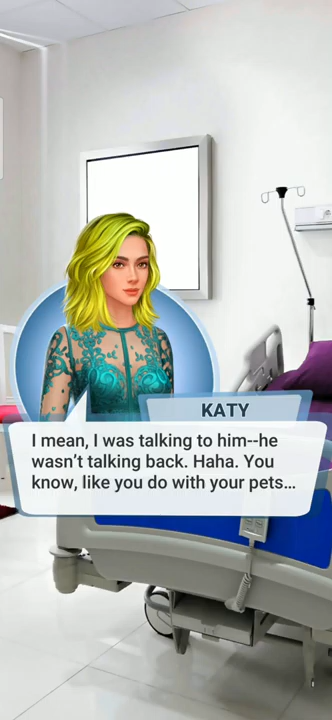 KATY
I mean, I was talking to him--he
wasn't talking back. Haha. You
know, like you do with your pets...